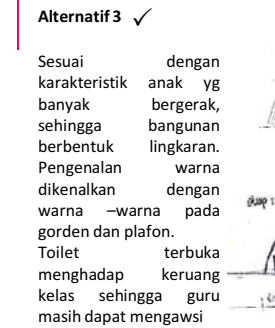 Alternatif 3 ✓
Sesuai dengan
karakteristik anak yg
banyak bergerak,
sehingga bangunan
berbentuk lingkaran.
Pengenalan warna
dikenalkan dengan
warna –warna pada
gorden dan plafon.
Toilet terbuka
menghadap keruang
kelas sehingga guru
masih dapat mengawsi